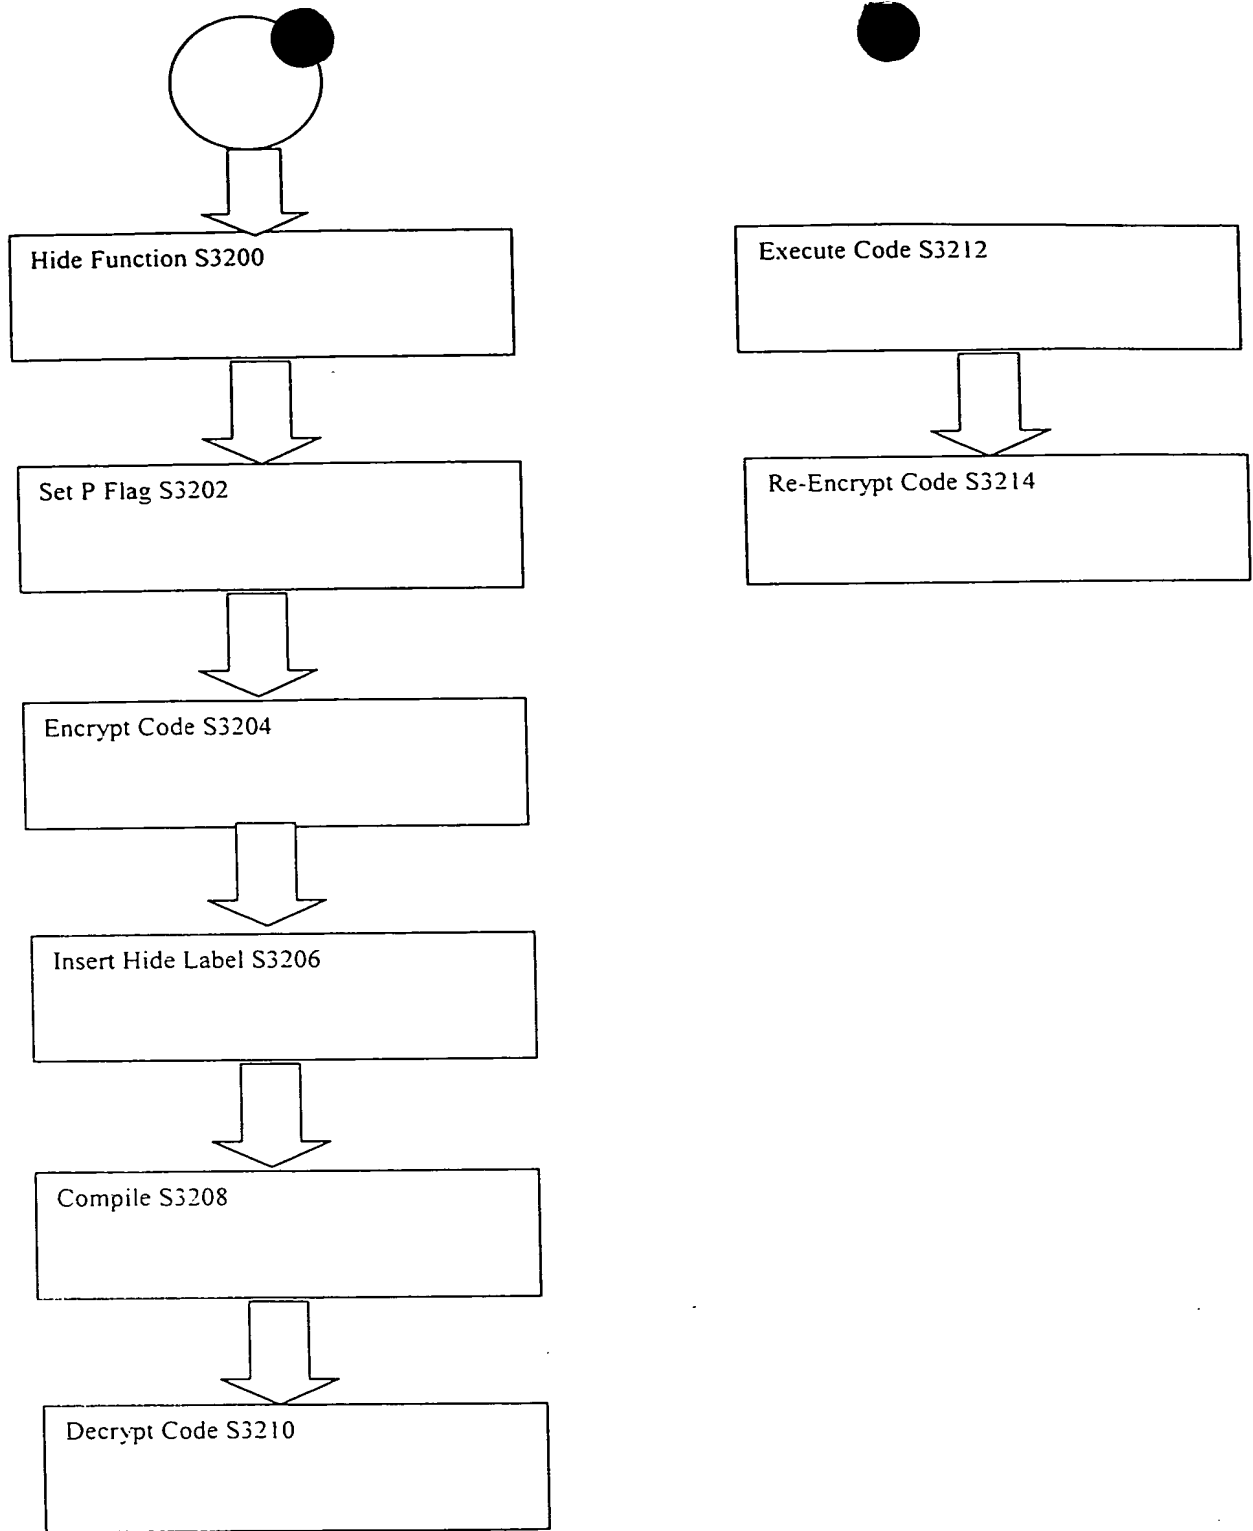 Hide Function S3200
Set P Flag S3202
Encrypt Code S3204
Insert Hide Label S3206
Compile S3208
Decrypt Code S3210
Execute Code S3212
Re-Encrypt Code S3214